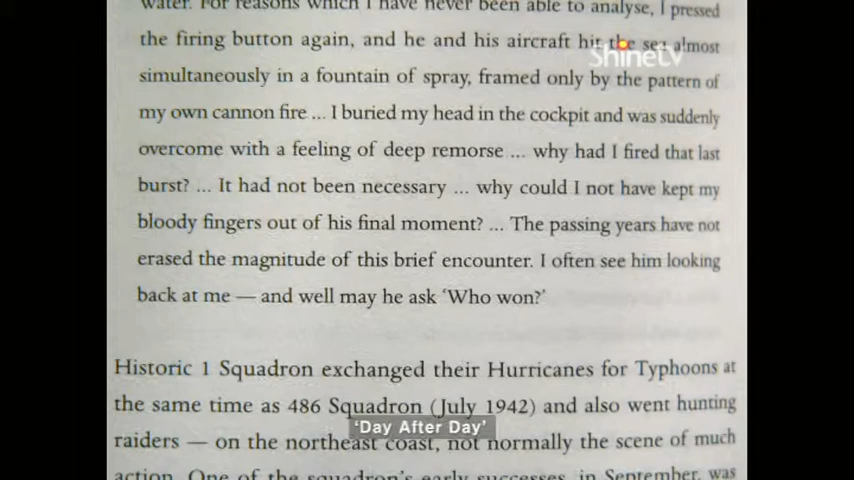 water. For reasons which I have never been able to analyse, I pressed
the firing button again, and he and his aircraft hit the sea almost
ShineTV
simultaneously in a fountain of spray, framed only by the pattern of
my own cannon fire ... I buried my head in the cockpit and was suddenly
overcome with a feeling of deep remorse ... why had I fired that last
burst? ... It had not been necessary ... why could I not have kept my
bloody fingers out of his final moment? ... The passing years have not
erased the magnitude of this brief encounter. I often see him looking
back at me — and well may he ask 'Who won?'
Historic 1 Squadron exchanged their Hurricanes for Typhoons at
the same time as 486 Squadron (July 1942) and also went hunting
'Day After Day'
raiders — on the northeast coast, not normally the scene of much
action. One of the squadron's early successes, in September, was